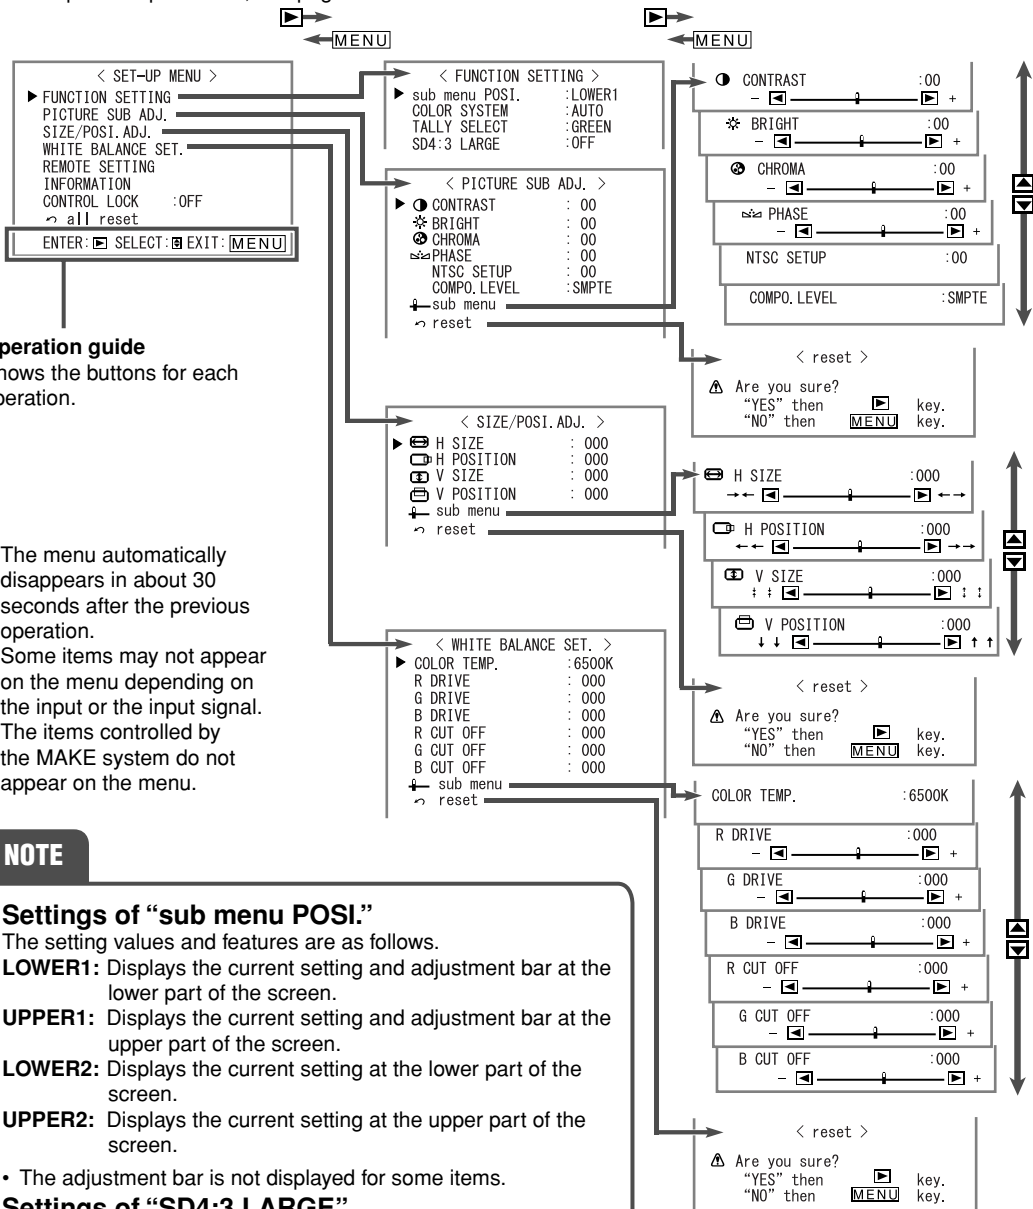 MENU
MENU
< SET-UP MENU >
FUNCTION SETTING
PICTURE SUB ADJ.
SIZE/POSI.ADJ.
WHITE BALANCE SET.
REMOTE SETTING
INFORMATION
CONTROL LOCK :OFF
all reset
ENTER: SELECT: EXIT: MENU
peration guide
hows the buttons for each
peration.
< FUNCTION SETTING >
sub menu POSI. :LOWER1
COLOR SYSTEM :AUTO
TALLY SELECT :GREEN
SD4:3 LARGE :OFF
< PICTURE SUB ADJ. >
CONTRAST : 00
BRIGHT : 00
CHROMA : 00
PHASE : 00
NTSC SETUP : 00
COMPO.LEVEL :SMPTE
sub menu
reset
CONTRAST :00
- +
BRIGHT :00
- +
CHROMA :00
- +
PHASE :00
- +
NTSC SETUP :00
COMPO.LEVEL :SMPTE
< reset >
Are you sure?
“YES” then key.
“NO” then MENU key.
< SIZE/POSI.ADJ. >
H SIZE : 000
H POSITION : 000
V SIZE : 000
V POSITION : 000
sub menu
reset
H SIZE :000
→← ←→
H POSITION :000
←← →→
V SIZE :000
V POSITION :000
↓↓ ↑↑
< reset >
Are you sure?
“YES” then key.
“NO” then MENU key.
The menu automatically
disappears in about 30
seconds after the previous
operation.
Some items may not appear
on the menu depending on
the input or the input signal.
The items controlled by
the MAKE system do not
appear on the menu.
< WHITE BALANCE SET. >
COLOR TEMP. :6500K
R DRIVE : 000
G DRIVE : 000
B DRIVE : 000
R CUT OFF : 000
G CUT OFF : 000
B CUT OFF : 000
sub menu
reset
COLOR TEMP. :6500K
R DRIVE :000
- +
G DRIVE :000
- +
B DRIVE :000
- +
R CUT OFF :000
- +
G CUT OFF :000
- +
B CUT OFF :000
- +
< reset >
Are you sure?
“YES” then key.
“NO” then MENU key.
NOTE
Settings of “sub menu POSI.”
The setting values and features are as follows.
LOWER1: Displays the current setting and adjustment bar at the
lower part of the screen.
UPPER1: Displays the current setting and adjustment bar at the
upper part of the screen.
LOWER2: Displays the current setting at the lower part of the
screen.
UPPER2: Displays the current setting at the upper part of the
screen.
• The adjustment bar is not displayed for some items.
Settings of “SD4:3 LARGE”